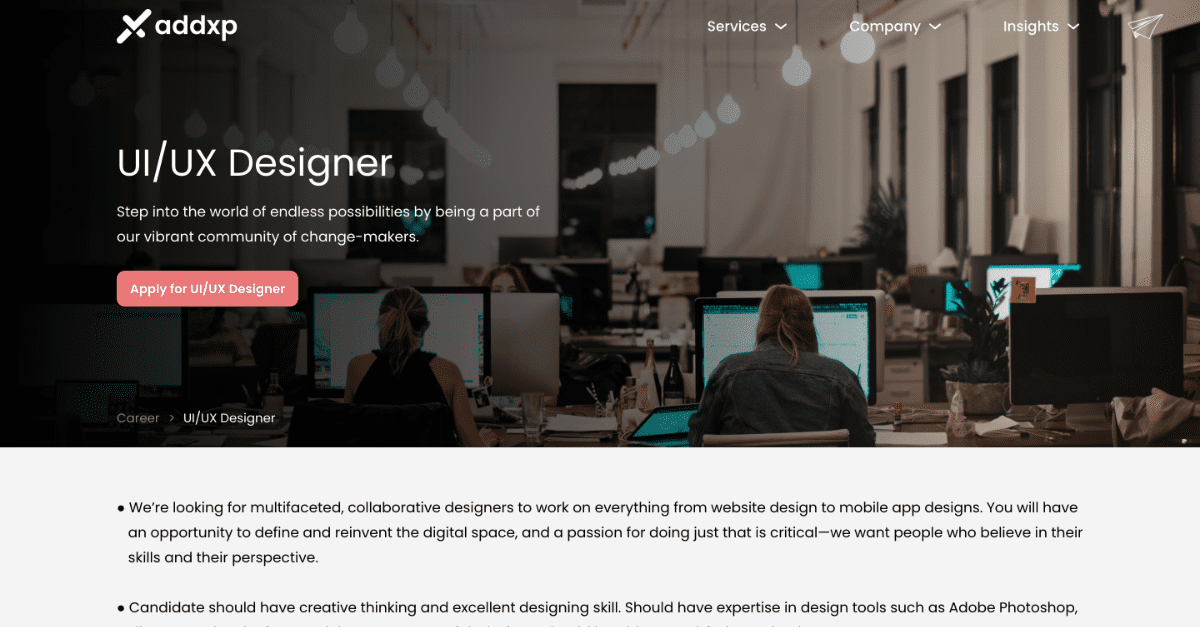 addxp
Services
Company
Insights
UI/UX Designer
Step into the world of endless possibilities by being a part of
our vibrant community of change-makers.
Apply for UI/UX Designer
Career > UI/UX Designer
● We’re looking for multifaceted, collaborative designers to work on everything from website design to mobile app designs. You will have
an opportunity to define and reinvent the digital space, and a passion for doing just that is critical—we want people who believe in their
skills and their perspective.
● Candidate should have creative thinking and excellent designing skill. Should have expertise in design tools such as Adobe Photoshop,